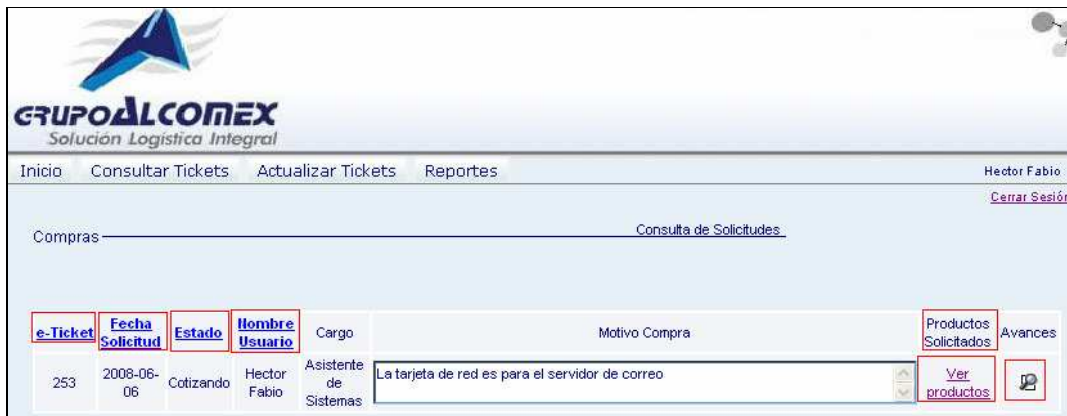 GRUPO ALCOMEX
Solución Logística Integral
Inicio Consultar Tickets Actualizar Tickets Reportes Hector Fabio
Cerrar Sesión
Compras Consulta de Solicitudes
e-Ticket Fecha Solicitud Estado Nombre Usuario Cargo Motivo Compra Productos Solicitados Avances
253 2008-06-06 Cotizando Hector Fabio Asistente de Sistemas La tarjeta de red es para el servidor de correo Ver productos